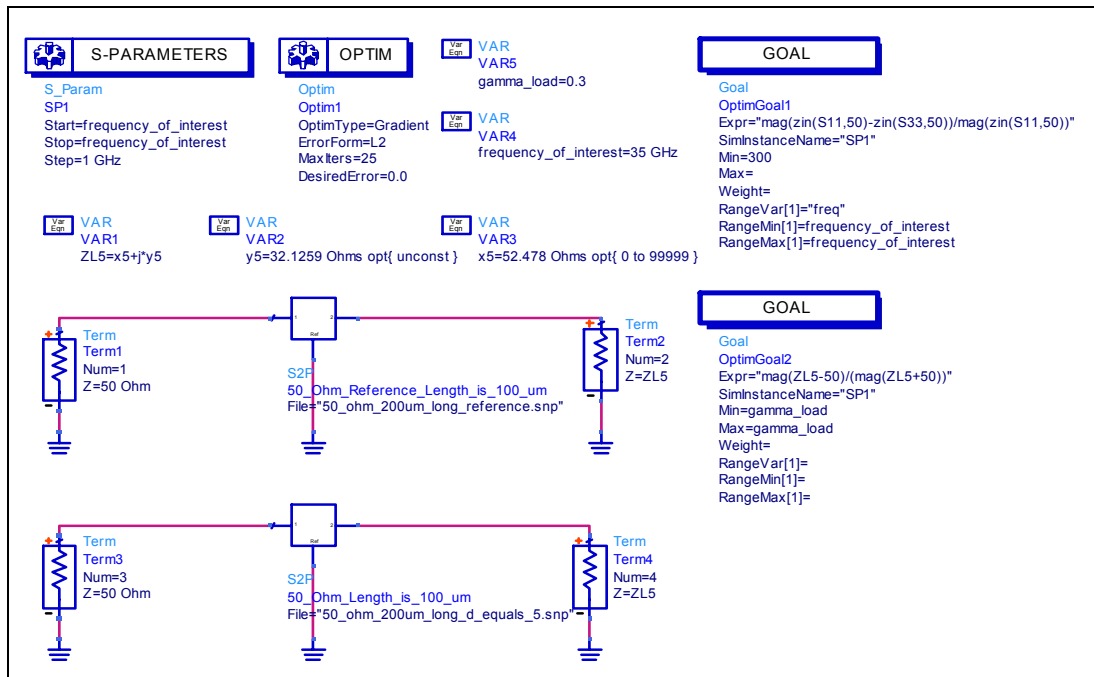 S-PARAMETERS
S_Param
SP1
Start=frequency_of_interest
Stop=frequency_of_interest
Step=1 GHz
OPTIM
Optim
Optim1
OptimType=Gradient
ErrorForm=L2
MaxIters=25
DesiredError=0.0
Var
Eqn
VAR
VAR5
gamma_load=0.3
Var
Eqn
VAR
VAR4
frequency_of_interest=35 GHz
GOAL
Goal
OptimGoal1
Expr="mag(zin(S11,50)-zin(S33,50))/mag(zin(S11,50))"
SimInstanceName="SP1"
Min=300
Max=
Weight=
RangeVar[1]="freq"
RangeMin[1]=frequency_of_interest
RangeMax[1]=frequency_of_interest
Var
Eqn
VAR
VAR1
ZL5=x5+j*y5
Var
Eqn
VAR
VAR2
y5=32.1259 Ohms opt{ unconst }
Var
Eqn
VAR
VAR3
x5=52.478 Ohms opt{ 0 to 99999 }
+
Term
Term1
Num=1
Z=50 Ohm
-
1
2
Ref
S2P
50_Ohm_Reference_Length_is_100_um
File="50_ohm_200um_long_reference.snp"
+
Term
Term2
Num=2
Z=ZL5
-
GOAL
Goal
OptimGoal2
Expr="mag(ZL5-50)/(mag(ZL5+50))"
SimInstanceName="SP1"
Min=gamma_load
Max=gamma_load
Weight=
RangeVar[1]=
RangeMin[1]=
RangeMax[1]=
+
Term
Term3
Num=3
Z=50 Ohm
-
1
2
Ref
S2P
50_Ohm_Length_is_100_um
File="50_ohm_200um_long_d_equals_5.snp"
+
Term
Term4
Num=4
Z=ZL5
-